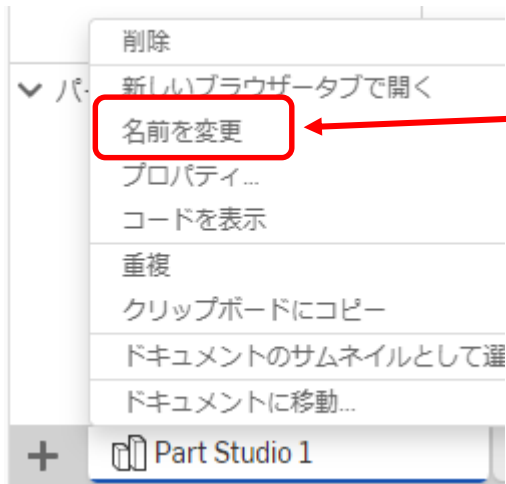 削除
パ
新しいブラウザータブで開く
名前を変更
プロパティ...
コードを表示
重複
クリップボードにコピー
ドキュメントのサムネイルとして選
ドキュメントに移動...
Part Studio 1